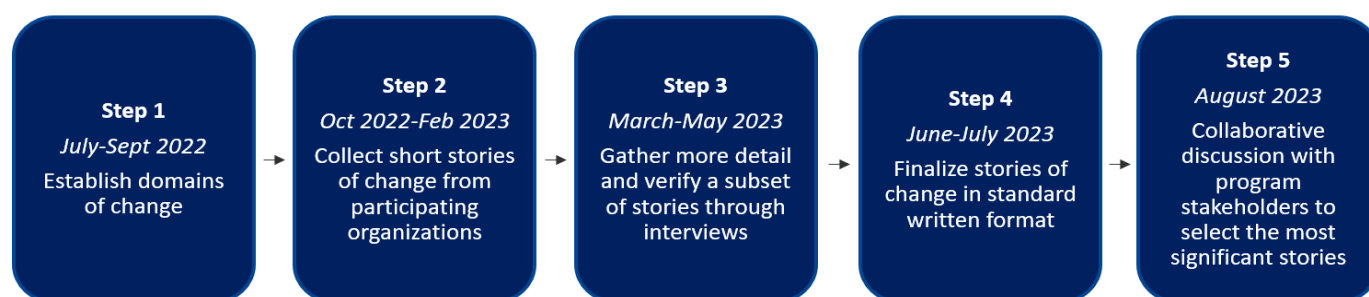 Step 1
July-Sept 2022
Establish domains
of change
Step 2
Oct 2022-Feb 2023
Collect short stories
of change from
participating
organizations
Step 3
March-May 2023
Gather more detail
and verify a subset
of stories through
interviews
Step 4
June-July 2023
Finalize stories of
change in standard
written format
Step 5
August 2023
Collaborative
discussion with
program
stakeholders to
select the most
significant stories